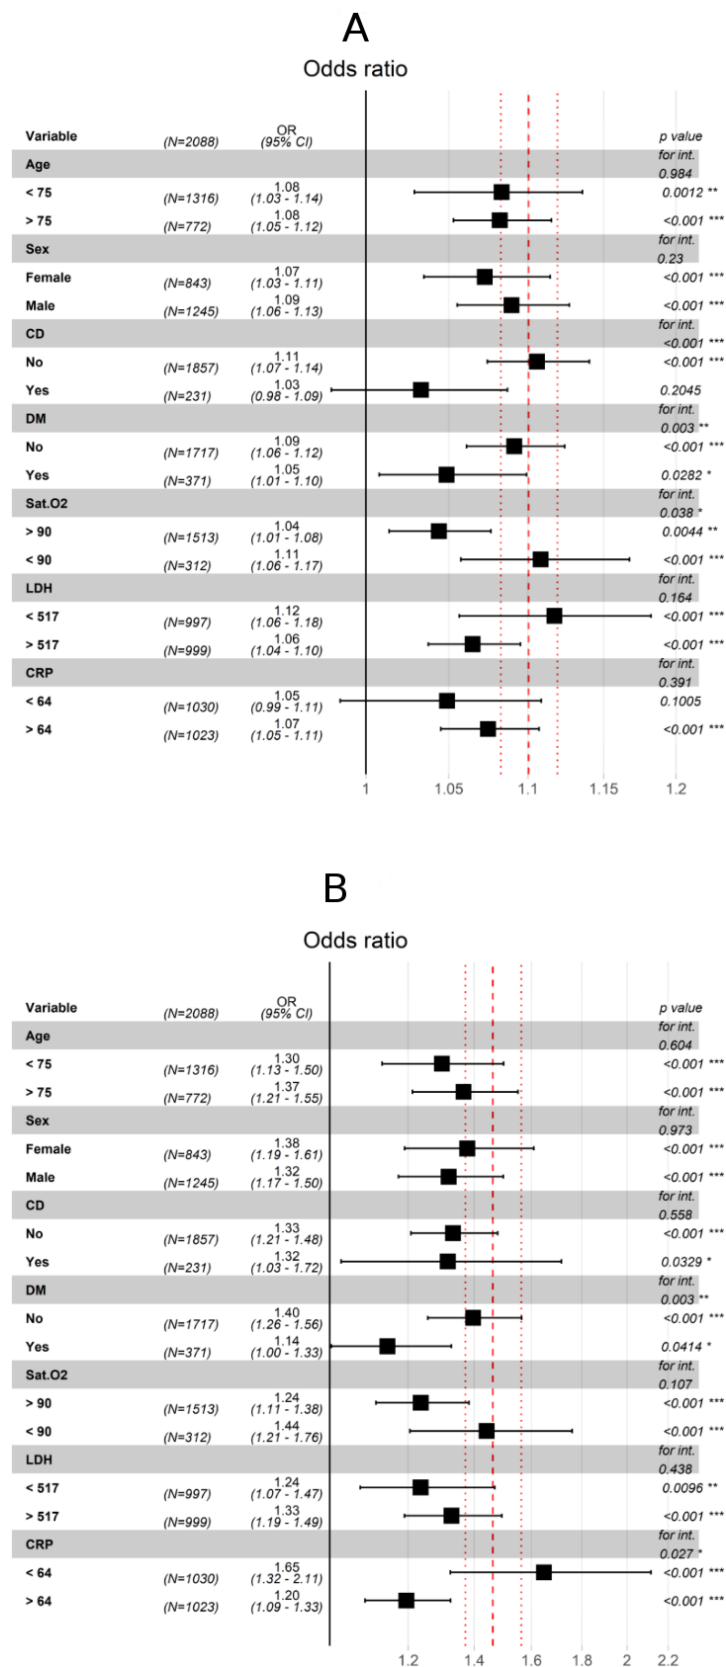 A
Odds ratio
Variable (N=2088) OR (95% CI) p value
Age for int. 0.984
< 75 (N=1316) 1.08 (1.03 - 1.14) 0.0012 **
> 75 (N=772) 1.08 (1.05 - 1.12) <0.001 ***
Sex for int. 0.23
Female (N=843) 1.07 (1.03 - 1.11) <0.001 ***
Male (N=1245) 1.09 (1.06 - 1.13) <0.001 ***
CD for int. <0.001 ***
No (N=1857) 1.11 (1.07 - 1.14) <0.001 ***
Yes (N=231) 1.03 (0.98 - 1.09) 0.2045
DM for int. 0.003 **
No (N=1717) 1.09 (1.06 - 1.12) <0.001 ***
Yes (N=371) 1.05 (1.01 - 1.10) 0.0282 *
Sat.O2 for int. 0.038 *
> 90 (N=1513) 1.04 (1.01 - 1.08) 0.0044 **
< 90 (N=312) 1.11 (1.06 - 1.17) <0.001 ***
LDH for int. 0.164
< 517 (N=997) 1.12 (1.06 - 1.18) <0.001 ***
> 517 (N=999) 1.06 (1.04 - 1.10) <0.001 ***
CRP for int. 0.391
< 64 (N=1030) 1.05 (0.99 - 1.11) 0.1005
> 64 (N=1023) 1.07 (1.05 - 1.11) <0.001 ***
1 1.05 1.1 1.15 1.2
B
Odds ratio
Variable (N=2088) OR (95% CI) p value
Age for int. 0.604
< 75 (N=1316) 1.30 (1.13 - 1.50) <0.001 ***
> 75 (N=772) 1.37 (1.21 - 1.55) <0.001 ***
Sex for int. 0.973
Female (N=843) 1.38 (1.19 - 1.61) <0.001 ***
Male (N=1245) 1.32 (1.17 - 1.50) <0.001 ***
CD for int. 0.558
No (N=1857) 1.33 (1.21 - 1.48) <0.001 ***
Yes (N=231) 1.32 (1.03 - 1.72) 0.0329 *
DM for int. 0.003 **
No (N=1717) 1.40 (1.26 - 1.56) <0.001 ***
Yes (N=371) 1.14 (1.00 - 1.33) 0.0414 *
Sat.O2 for int. 0.107
> 90 (N=1513) 1.24 (1.11 - 1.38) <0.001 ***
< 90 (N=312) 1.44 (1.21 - 1.76) <0.001 ***
LDH for int. 0.438
< 517 (N=997) 1.24 (1.07 - 1.47) 0.0096 **
> 517 (N=999) 1.33 (1.19 - 1.49) <0.001 ***
CRP for int. 0.027 *
< 64 (N=1030) 1.65 (1.32 - 2.11) <0.001 ***
> 64 (N=1023) 1.20 (1.09 - 1.33) <0.001 ***
1.2 1.4 1.6 1.8 2 2.2